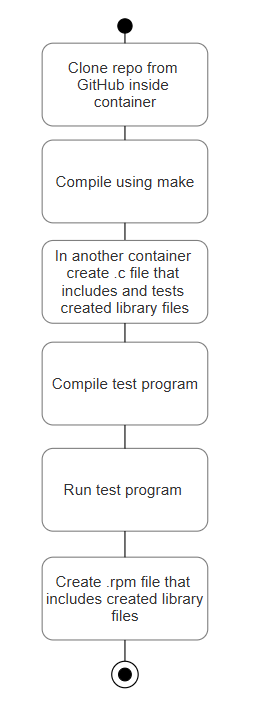 Clone repo from
GitHub inside
container
Compile using make
In another container
create .c file that
includes and tests
created library files
Compile test program
Run test program
Create .rpm file that
includes created library
files